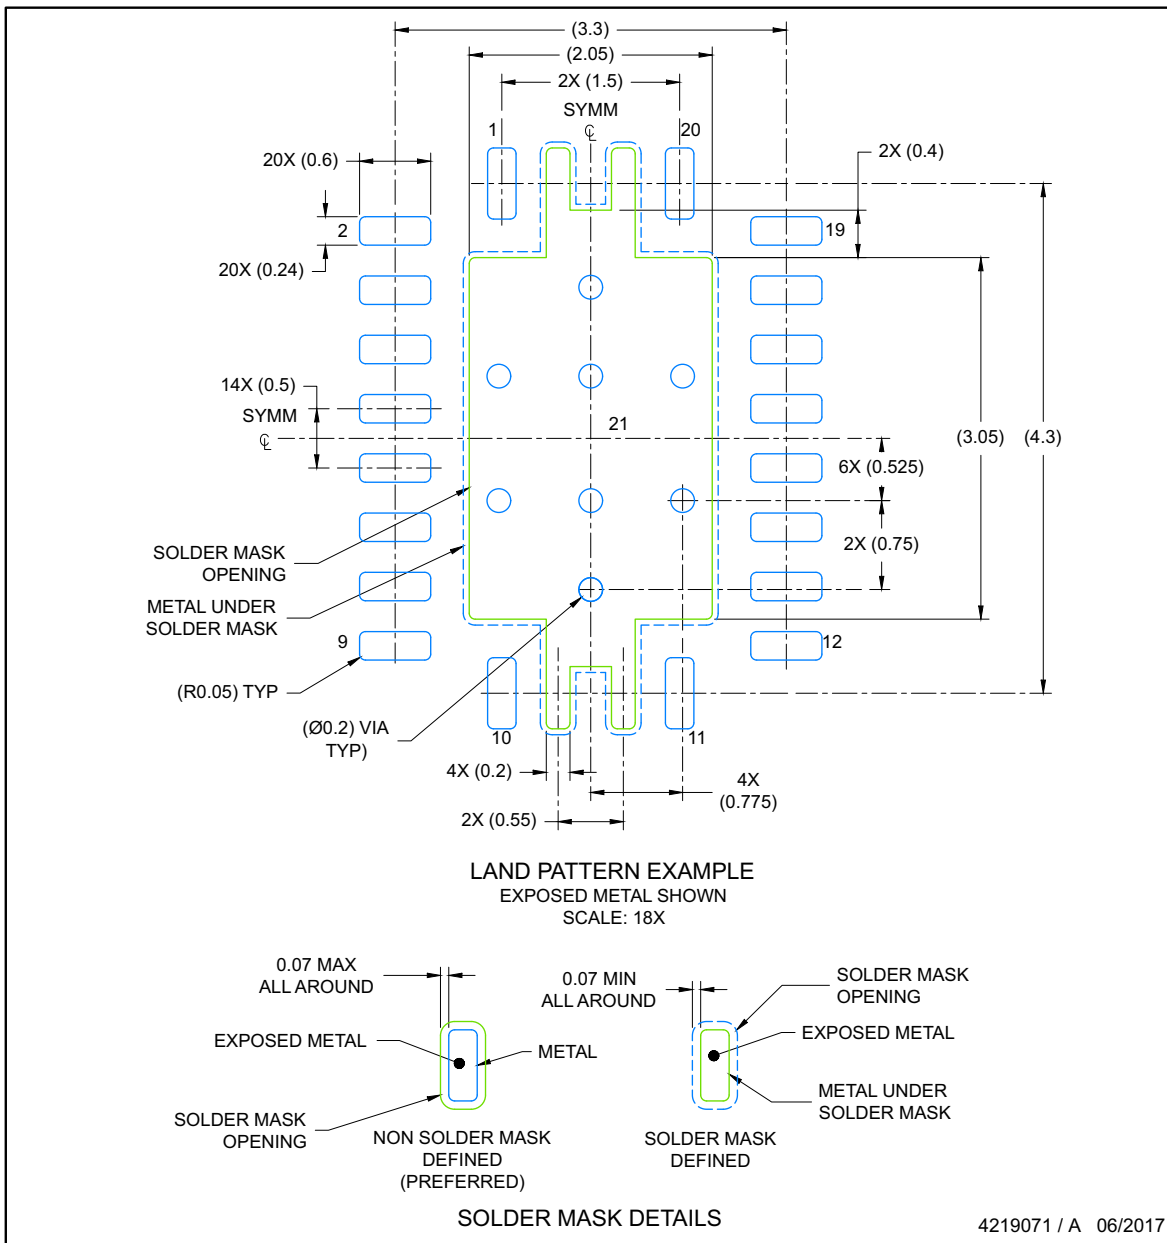 (3.3)
(2.05)
2X (1.5)
SYMM
℄
1
20
2X (0.4)
20X (0.6)
2
19
20X (0.24)
14X (0.5)
SYMM
℄
21
(3.05)
(4.3)
6X (0.525)
2X (0.75)
SOLDER MASK
OPENING
METAL UNDER
SOLDER MASK
9
12
(R0.05) TYP
(Ø0.2) VIA
TYP)
10
11
4X (0.2)
4X
(0.775)
2X (0.55)
LAND PATTERN EXAMPLE
EXPOSED METAL SHOWN
SCALE: 18X
0.07 MAX
ALL AROUND
0.07 MIN
ALL AROUND
SOLDER MASK
OPENING
EXPOSED METAL
METAL
EXPOSED METAL
SOLDER MASK
OPENING
METAL UNDER
SOLDER MASK
NON SOLDER MASK
DEFINED
(PREFERRED)
SOLDER MASK
DEFINED
SOLDER MASK DETAILS
4219071 / A 06/2017